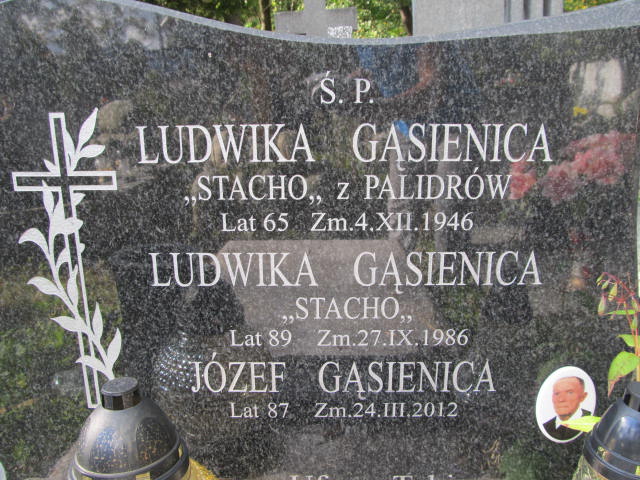 Ś. P.
LUDWIKA GĄSIENICA
„STACHO„ z PALIDRÓW
Lat 65 Zm.4.XII.1946
LUDWIKA GĄSIENICA
„STACHO„
Lat 89 Zm.27.IX.1986
JÓZEF GĄSIENICA
Lat 87 Zm.24.III.2012